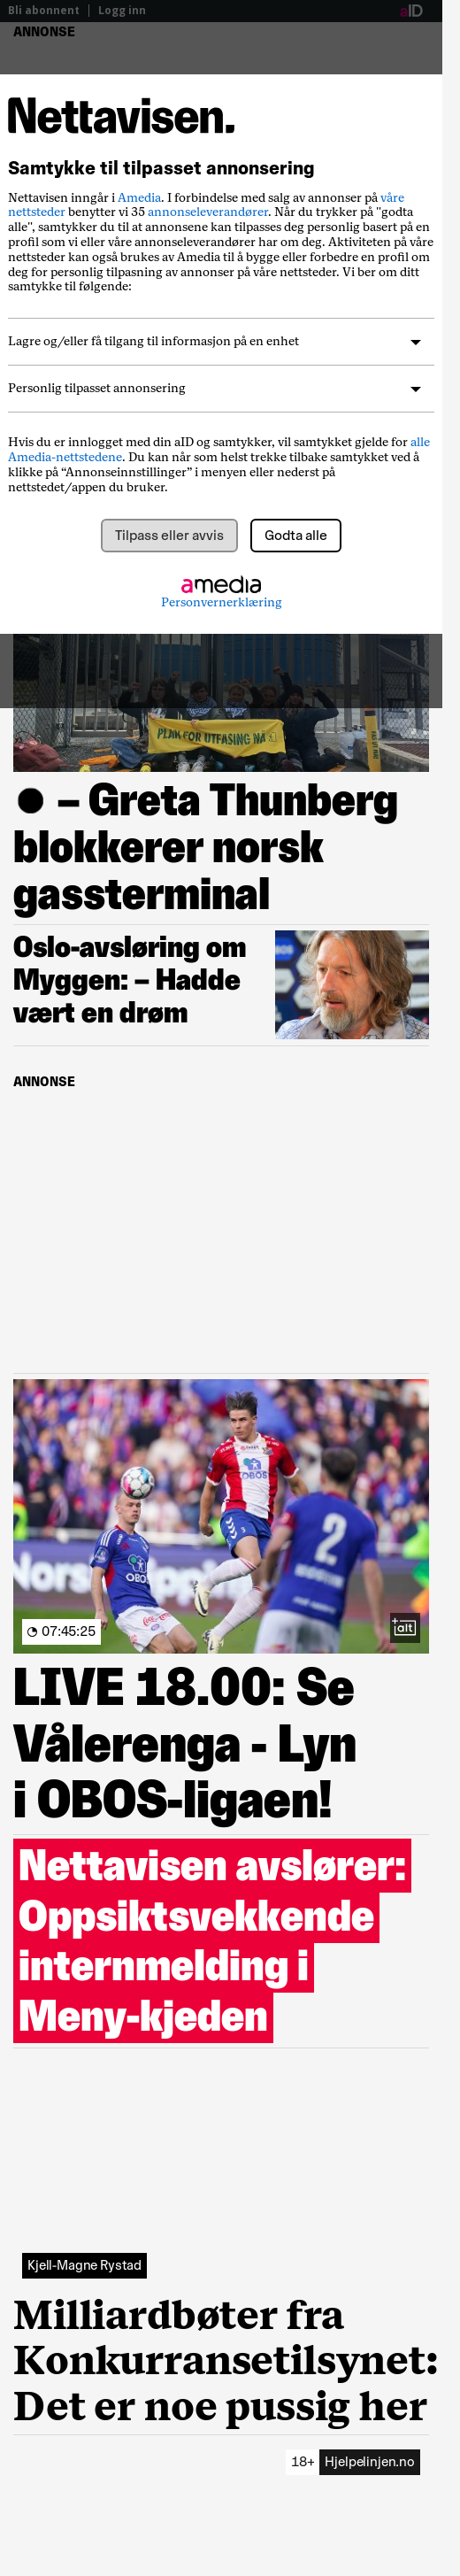 Bli abonnent | Logg inn
aID
ANNONSE
Nettavisen.
Samtykke til tilpasset annonsering
Nettavisen inngår i Amedia. I forbindelse med salg av annonser på våre
nettsteder benytter vi 35 annonseleverandører. Når du trykker på "godta
alle", samtykker du til at annonsene kan tilpasses deg personlig basert på en
profil som vi eller våre annonseleverandører har om deg. Aktiviteten på våre
nettsteder kan også brukes av Amedia til å bygge eller forbedre en profil om
deg for personlig tilpasning av annonser på våre nettsteder. Vi ber om ditt
samtykke til følgende:
Lagre og/eller få tilgang til informasjon på en enhet
Personlig tilpasset annonsering
Hvis du er innlogget med din aID og samtykker, vil samtykket gjelde for alle
Amedia-nettstedene. Du kan når som helst trekke tilbake samtykket ved å
klikke på “Annonseinnstillinger” i menyen eller nederst på
nettstedet/appen du bruker.
Tilpass eller avvis
Godta alle
amedia
Personvernerklæring
PLAN FOR UTFASING NÅ
– Greta Thunberg
blokkerer norsk
gassterminal
Oslo-avsløring om
Myggen: – Hadde
vært en drøm
ANNONSE
OBOS
OBOS
2
07:45:25
+alt
LIVE 18.00: Se
Vålerenga - Lyn
i OBOS-ligaen!
Nettavisen avslører:
Oppsiktsvekkende
internmelding i
Meny-kjeden
Kjell-Magne Rystad
Milliardbøter fra
Konkurransetilsynet:
Det er noe pussig her
18+ Hjelpelinjen.no